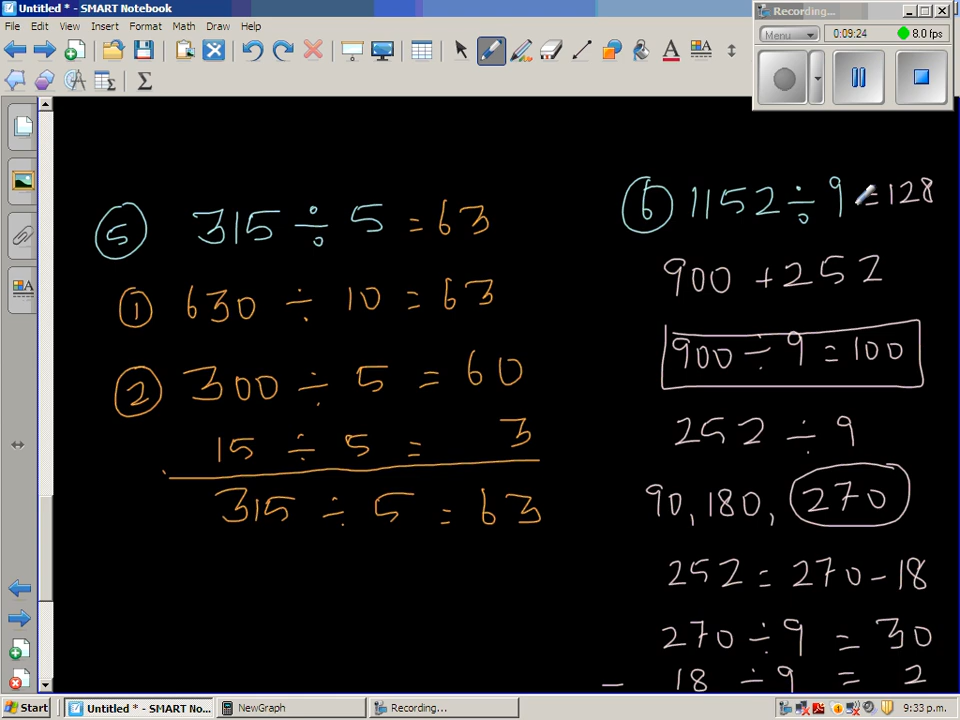 Untitled * - SMART Notebook
File Edit View Insert Format Math Draw Help
Recording...
Menu 0:09:24 8.0 fps
5 315 ÷ 5 = 63
1 630 ÷ 10 = 63
2 300 ÷ 5 = 60
15 ÷ 5 = 3
315 ÷ 5 = 63
6 1152 ÷ 9 = 128
900 + 252
900 ÷ 9 = 100
252 ÷ 9
90, 180, 270
252 = 270 - 18
270 ÷ 9 = 30
- 18 ÷ 9 = 2
Start Untitled * - SMART No... NewGraph Recording... 9:33 p.m.